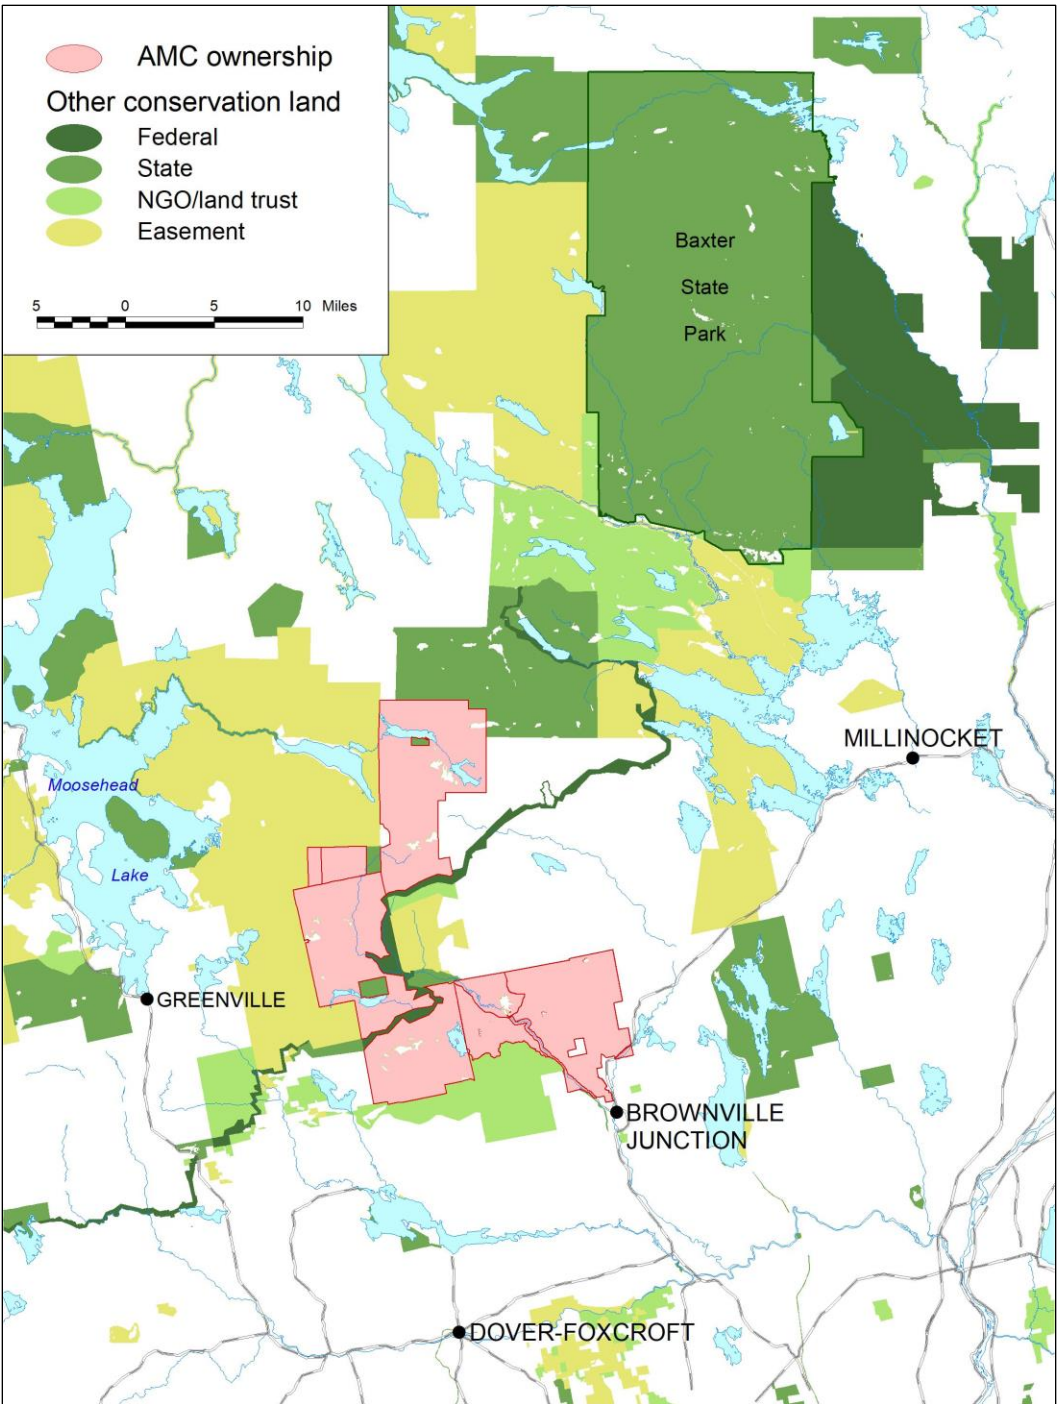 AMC ownership
Other conservation land
Federal
State
NGO/land trust
Easement
5 0 5 10 Miles
Baxter
State
Park
MILLINOCKET
Moosehead
Lake
GREENVILLE
BROWNVILLE
JUNCTION
DOVER-FOXCROFT